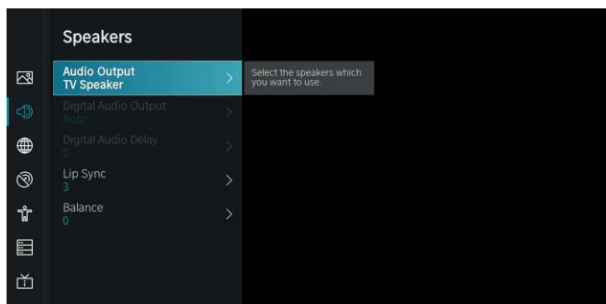 Speakers
Audio Output
TV Speaker
Select the speakers which
you want to use.
Digital Audio Output
Auto
Digital Audio Delay
0
Lip Sync
3
Balance
0